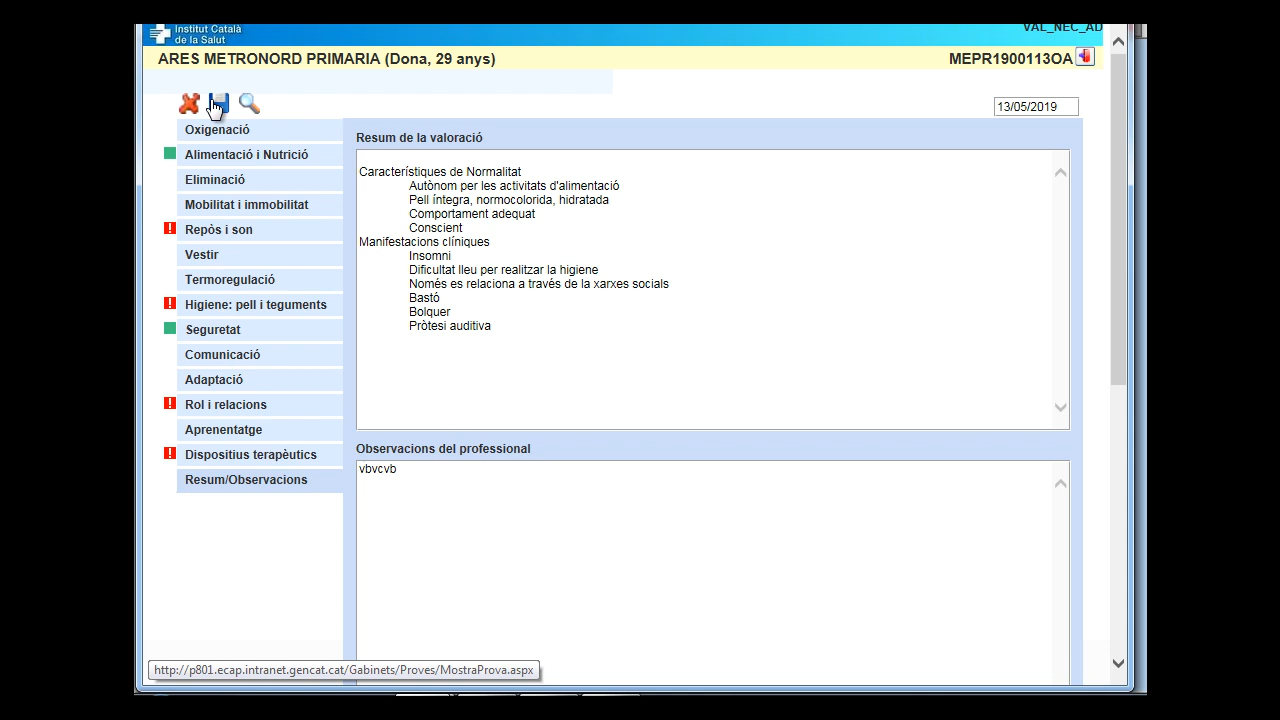 Institut Català
de la Salut
VAL_NEC_AD
ARES METRONORD PRIMARIA (Dona, 29 anys)
MEPR1900113OA
13/05/2019
Oxigenació
Alimentació i Nutrició
Eliminació
Mobilitat i immobilitat
Repòs i son
Vestir
Termoregulació
Higiene: pell i teguments
Seguretat
Comunicació
Adaptació
Rol i relacions
Aprenentatge
Dispositius terapèutics
Resum/Observacions
Resum de la valoració
Característiques de Normalitat
Autònom per les activitats d'alimentació
Pell íntegra, normocolorida, hidratada
Comportament adequat
Conscient
Manifestacions clíniques
Insomni
Dificultat lleu per realitzar la higiene
Només es relaciona a través de la xarxes socials
Bastó
Bolquer
Pròtesi auditiva
Observacions del professional
vbvcvb
http://p801.ecap.intranet.gencat.cat/Gabinets/Proves/MostraProva.aspx